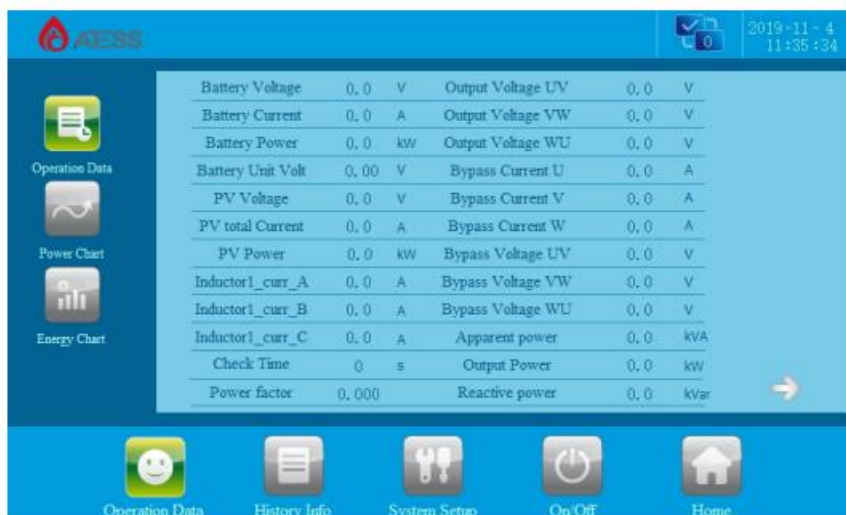 ATESS
0
2019-11- 4
11:35:34
Operation Data
Power Chart
Energy Chart
Battery Voltage 0.0 V Output Voltage UV 0.0 V
Battery Current 0.0 A Output Voltage VW 0.0 V
Battery Power 0.0 kW Output Voltage WU 0.0 V
Battery Unit Volt 0.00 V Bypass Current U 0.0 A
PV Voltage 0.0 V Bypass Current V 0.0 A
PV total Current 0.0 A Bypass Current W 0.0 A
PV Power 0.0 kW Bypass Voltage UV 0.0 V
Inductor1_curr_A 0.0 A Bypass Voltage VW 0.0 V
Inductor1_curr_B 0.0 A Bypass Voltage WU 0.0 V
Inductor1_curr_C 0.0 A Apparent power 0.0 kVA
Check Time 0 s Output Power 0.0 kW
Power factor 0.000 Reactive power 0.0 kVar
Operation Data History Info System Setup On/Off Home